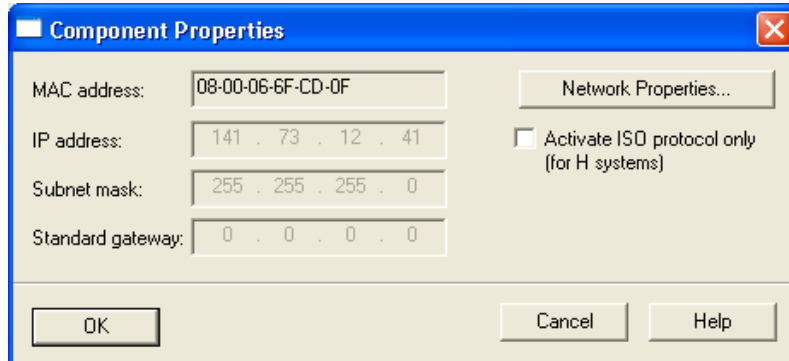 Component Properties
MAC address: 08-00-06-6F-CD-0F
Network Properties...
IP address: 141 . 73 . 12 . 41
Activate ISO protocol only
(for H systems)
Subnet mask: 255 . 255 . 255 . 0
Standard gateway: 0 . 0 . 0 . 0
OK
Cancel
Help